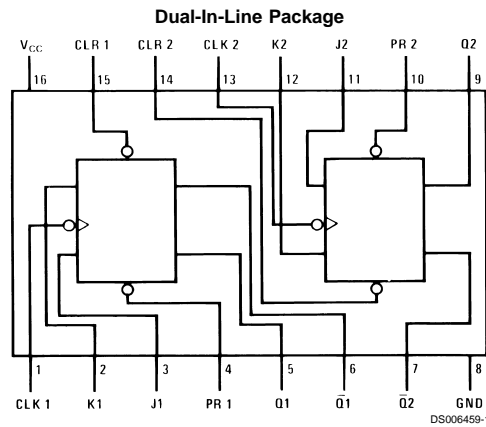 Dual-In-Line Package
VCC CLR 1 CLR 2 CLK 2 K2 J2 PR 2 Q2
16 15 14 13 12 11 10 9
1 2 3 4 5 6 7 8
CLK 1 K1 J1 PR 1 Q1 Q̄1 Q̄2 GND
DS006459-